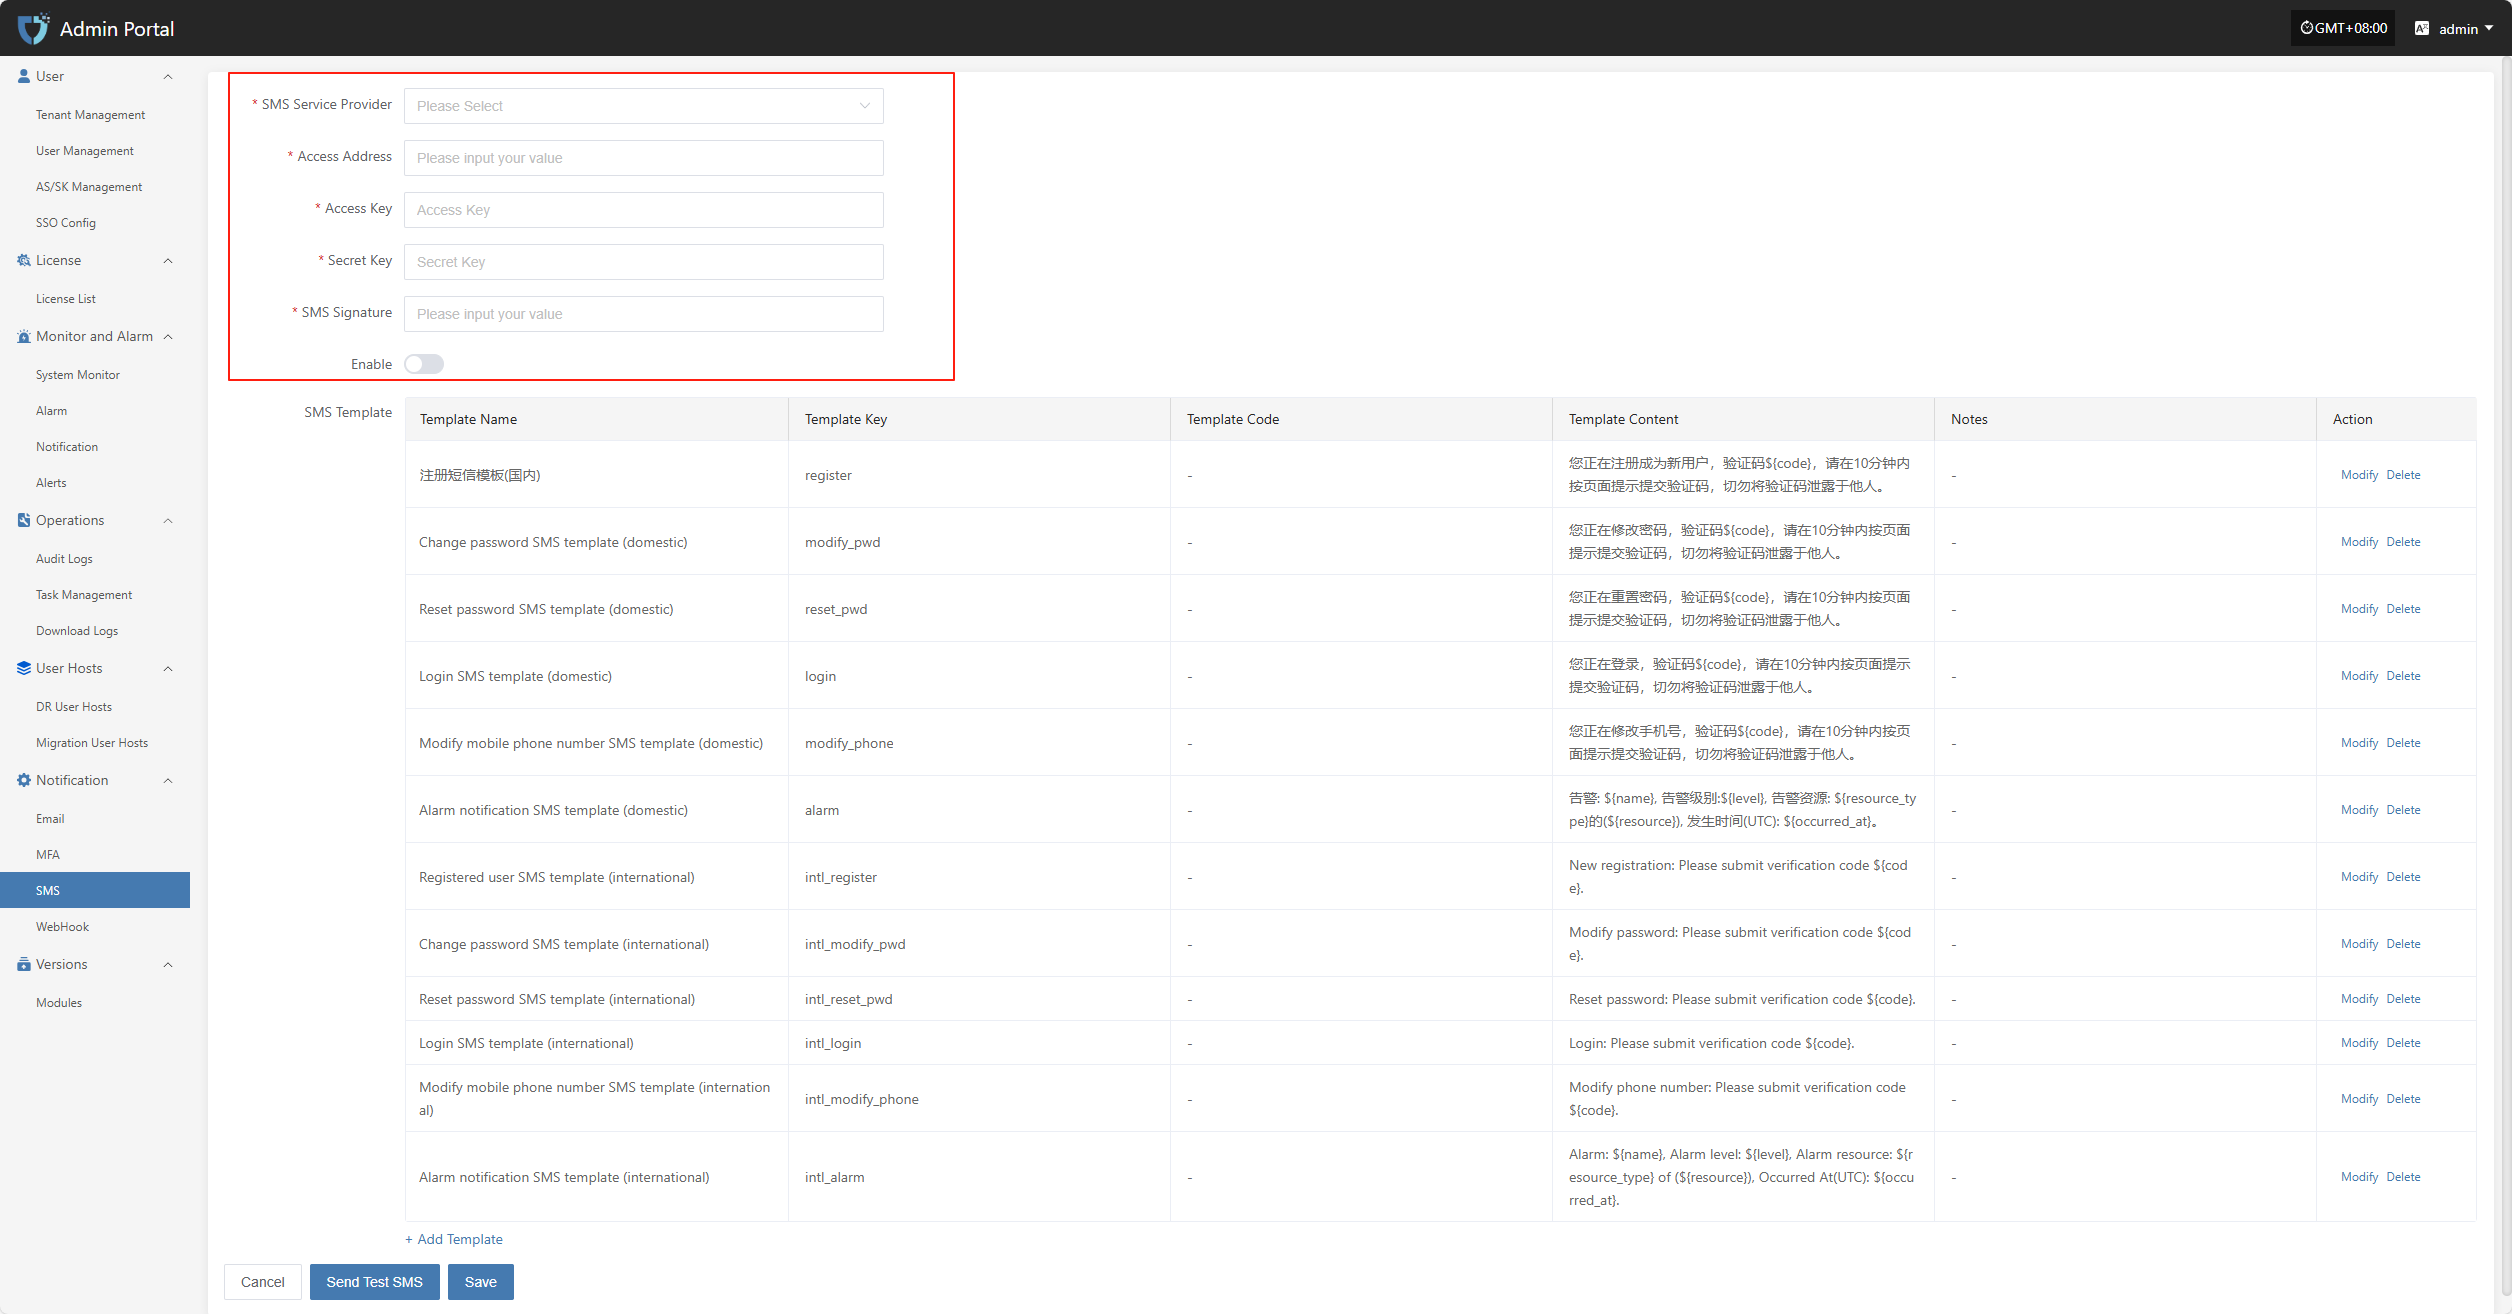 Admin Portal
GMT+08:00
admin
User
Tenant Management
User Management
AS/SK Management
SSO Config
License
License List
Monitor and Alarm
System Monitor
Alarm
Notification
Alerts
Operations
Audit Logs
Task Management
Download Logs
User Hosts
DR User Hosts
Migration User Hosts
Notification
Email
MFA
SMS
WebHook
Versions
Modules
* SMS Service Provider Please Select
* Access Address Please input your value
* Access Key Access Key
* Secret Key Secret Key
* SMS Signature Please input your value
Enable
SMS Template
Template Name Template Key Template Code Template Content Notes Action
注册短信模板(国内) register - 您正在注册成为新用户，验证码${code}，请在10分钟内
按页面提示提交验证码，切勿将验证码泄露于他人。 - Modify Delete
Change password SMS template (domestic) modify_pwd - 您正在修改密码，验证码${code}，请在10分钟内按页面
提示提交验证码，切勿将验证码泄露于他人。 - Modify Delete
Reset password SMS template (domestic) reset_pwd - 您正在重置密码，验证码${code}，请在10分钟内按页面
提示提交验证码，切勿将验证码泄露于他人。 - Modify Delete
Login SMS template (domestic) login - 您正在登录，验证码${code}，请在10分钟内按页面提示
提交验证码，切勿将验证码泄露于他人。 - Modify Delete
Modify mobile phone number SMS template (domestic) modify_phone - 您正在修改手机号，验证码${code}，请在10分钟内按页
面提示提交验证码，切勿将验证码泄露于他人。 - Modify Delete
Alarm notification SMS template (domestic) alarm - 告警: ${name}, 告警级别:${level}, 告警资源: ${resource_ty
pe}的(${resource}), 发生时间(UTC): ${occurred_at}。 - Modify Delete
Registered user SMS template (international) intl_register - New registration: Please submit verification code ${cod
e}. - Modify Delete
Change password SMS template (international) intl_modify_pwd - Modify password: Please submit verification code ${cod
e}. - Modify Delete
Reset password SMS template (international) intl_reset_pwd - Reset password: Please submit verification code ${code}. - Modify Delete
Login SMS template (international) intl_login - Login: Please submit verification code ${code}. - Modify Delete
Modify mobile phone number SMS template (internation
al) intl_modify_phone - Modify phone number: Please submit verification code
${code}. - Modify Delete
Alarm notification SMS template (international) intl_alarm - Alarm: ${name}, Alarm level: ${level}, Alarm resource: ${r
esource_type} of (${resource}), Occurred At(UTC): ${occu
rred_at}. - Modify Delete
+ Add Template
Cancel Send Test SMS Save